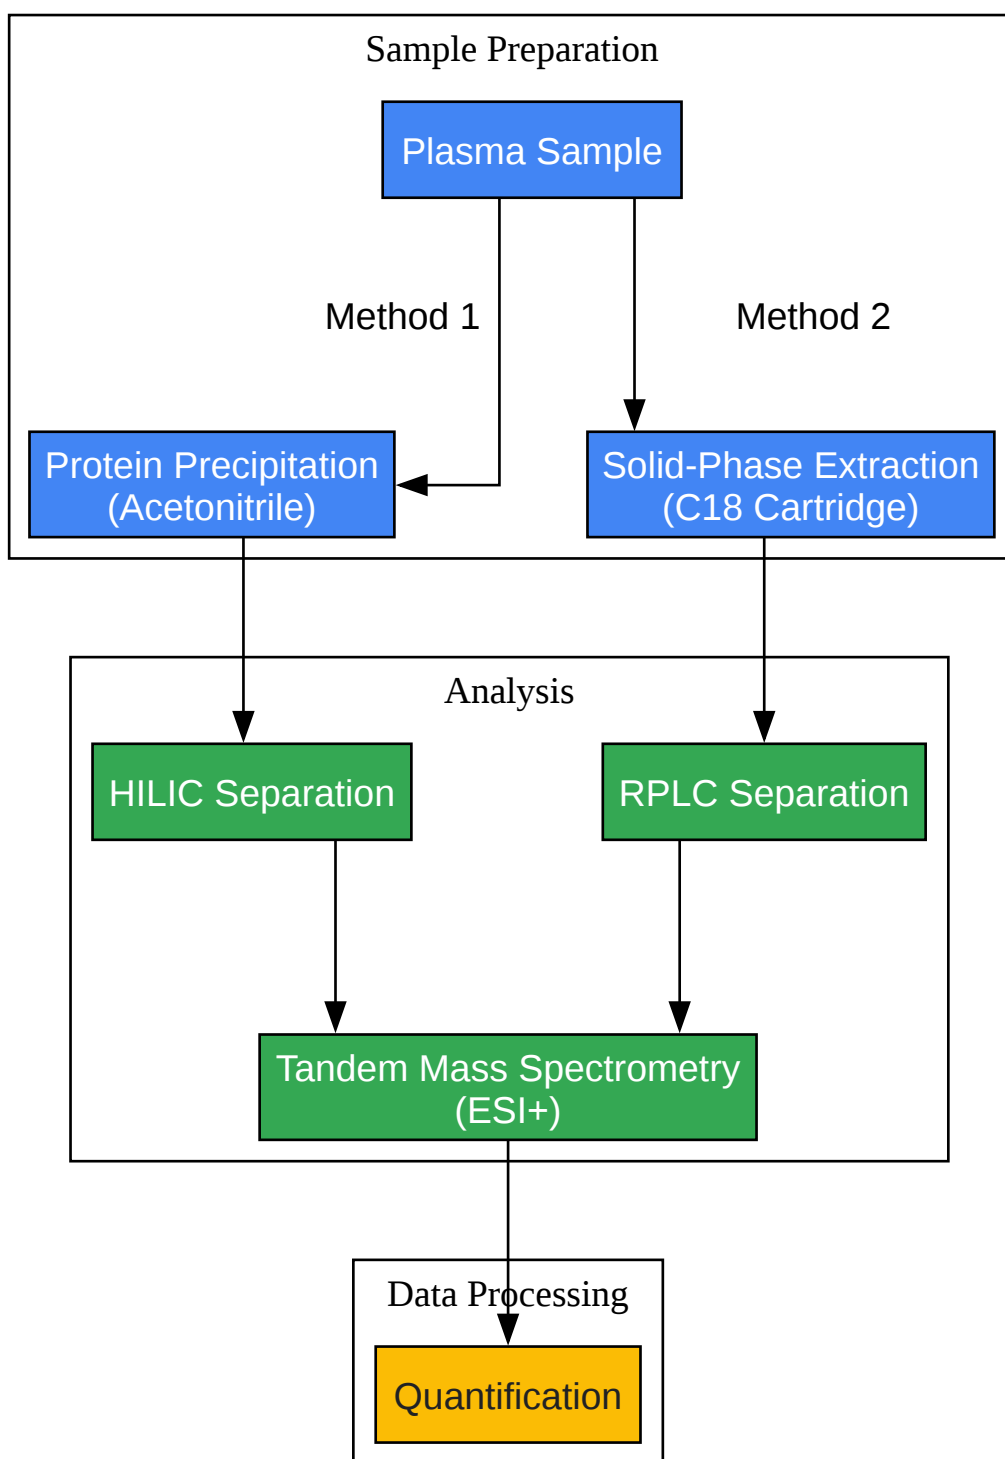 Sample Preparation
Plasma Sample
Method 1
Method 2
Protein Precipitation
(Acetonitrile)
Solid-Phase Extraction
(C18 Cartridge)
Analysis
HILIC Separation
RPLC Separation
Tandem Mass Spectrometry
(ESI+)
Data Processing
Quantification